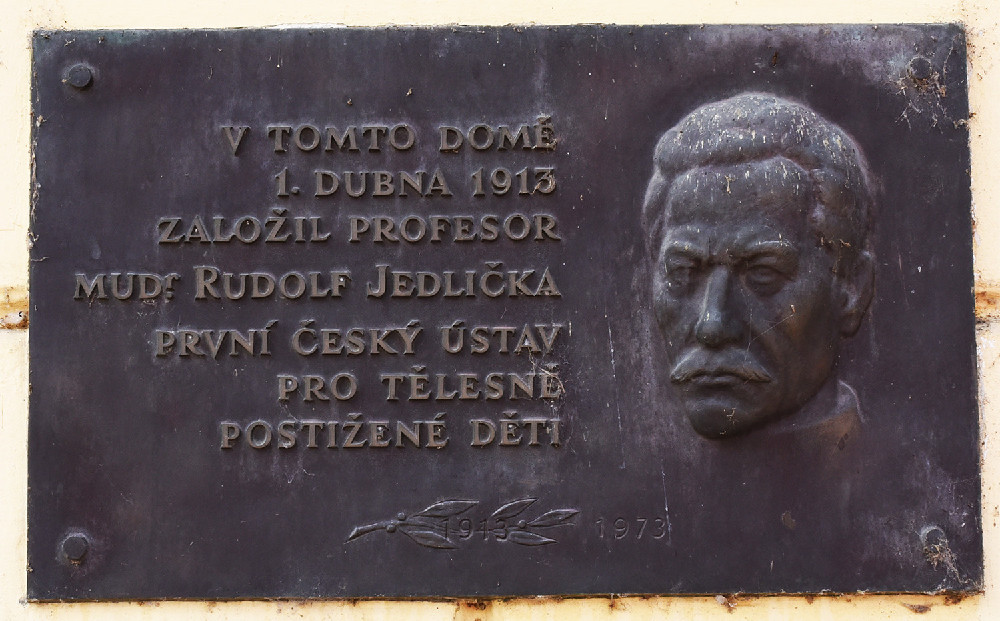 V TOMTO DOMĚ
1. DUBNA 1913
ZALOŽIL PROFESOR
MUDr RUDOLF JEDLIČKA
PRVNÍ ČESKÝ ÚSTAV
PRO TĚLESNĚ
POSTIŽENÉ DĚTI
1913 1973